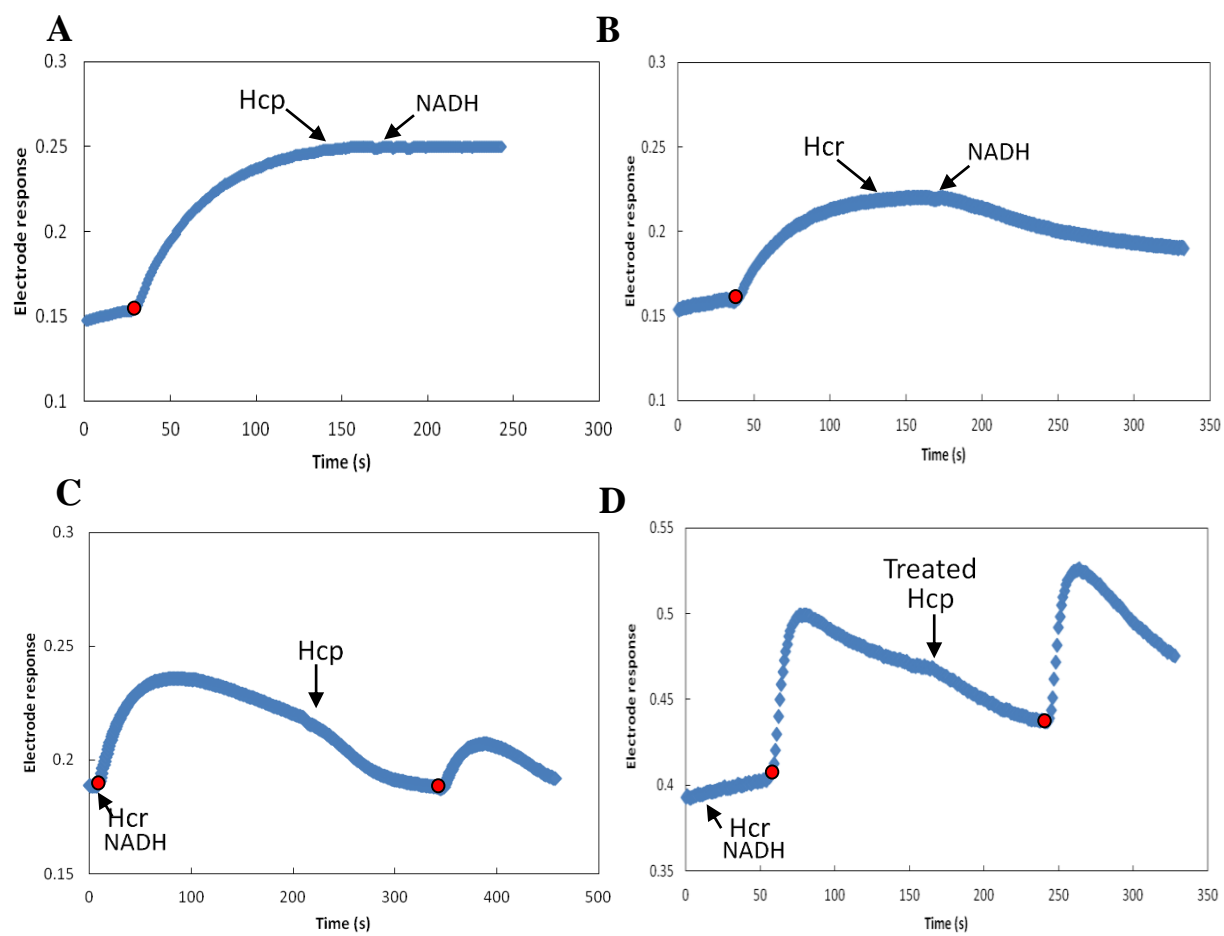 A
0.3
0.25
0.2
0.15
0.1
Electrode response
Hcp
NADH
0 50 100 150 200 250 300
Time (s)
B
0.3
0.25
0.2
0.15
0.1
Electrode response
Hcr
NADH
0 50 100 150 200 250 300 350
Time (s)
C
0.3
0.25
0.2
0.15
Electrode response
Hcp
Hcr
NADH
0 100 200 300 400 500
Time (s)
D
0.55
0.5
0.45
0.4
0.35
Electrode response
Treated
Hcp
Hcr
NADH
0 50 100 150 200 250 300 350
Time (s)